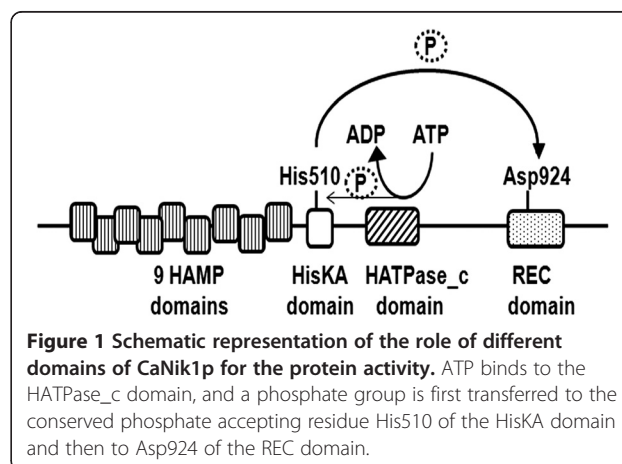 P
ADP ATP
His510 P Asp924
9 HAMP HisKA HATPase_c REC
domains domain domain domain
Figure 1 Schematic representation of the role of different
domains of CaNik1p for the protein activity. ATP binds to the
HATPase_c domain, and a phosphate group is first transferred to the
conserved phosphate accepting residue His510 of the HisKA domain
and then to Asp924 of the REC domain.